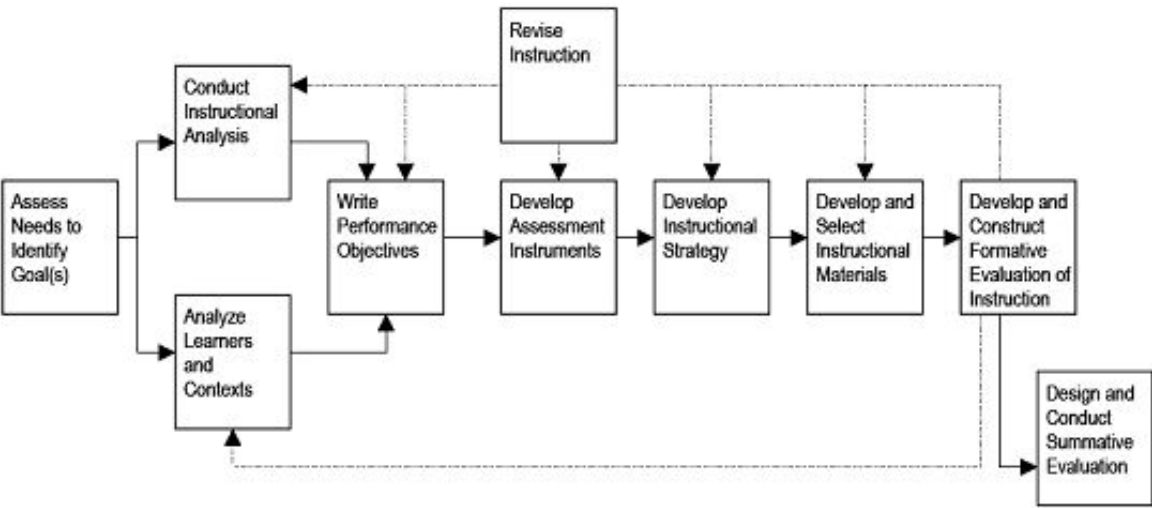 Revise
Instruction
Conduct
Instructional
Analysis
Assess
Needs to
Identify
Goal(s)
Write
Performance
Objectives
Develop
Assessment
Instruments
Develop
Instructional
Strategy
Develop and
Select
Instructional
Materials
Develop and
Construct
Formative
Evaluation of
Instruction
Analyze
Learners
and
Contexts
Design and
Conduct
Summative
Evaluation